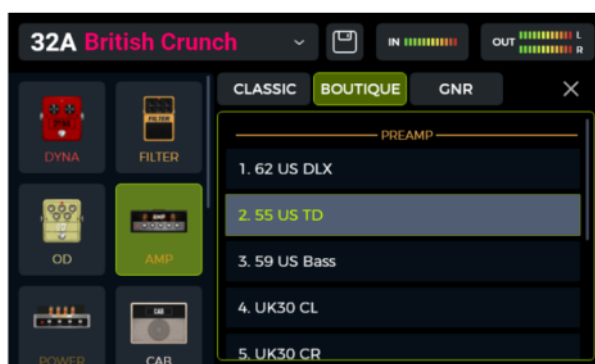 32A British Crunch
IN
OUT
L
R
CLASSIC
BOUTIQUE
GNR
DYNA
FILTER
PREAMP
1. 62 US DLX
2. 55 US TD
OD
AMP
3. 59 US Bass
4. UK30 CL
5. UK30 CR
POWER
CAB